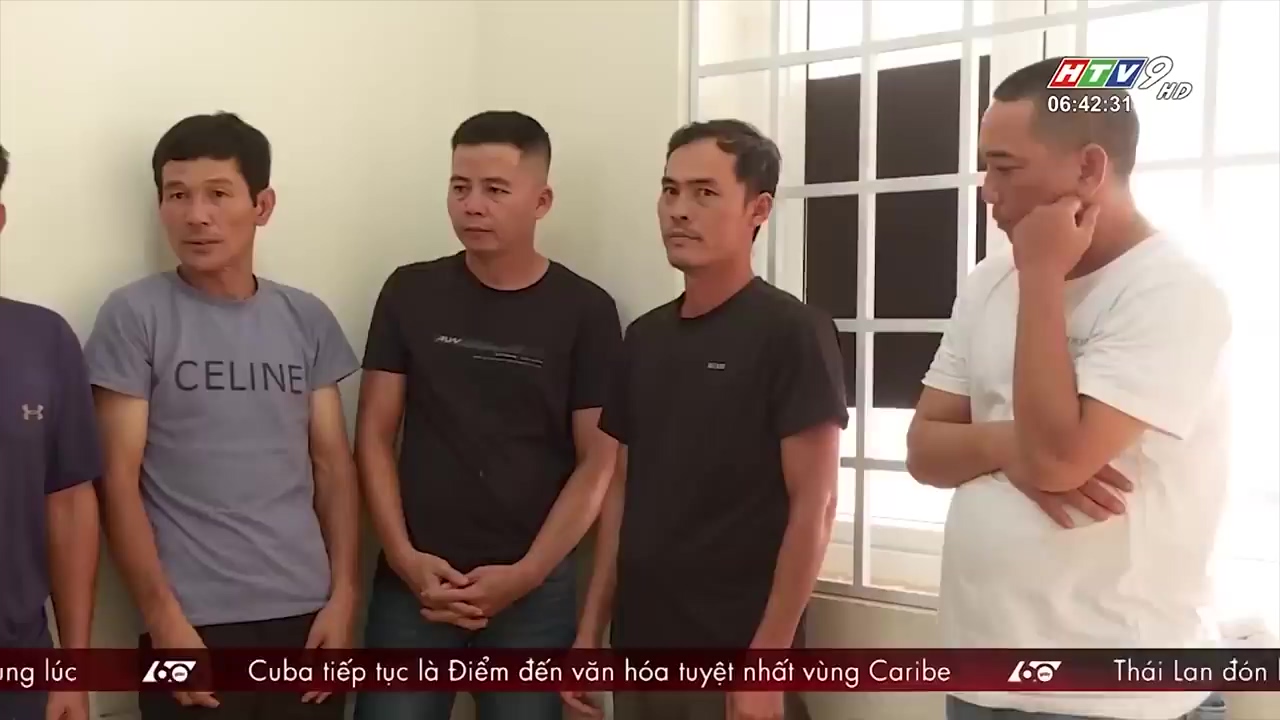 HTV9 HD
06:42:31
CELINE
ung lúc 60 Cuba tiếp tục là Điểm đến văn hóa tuyệt nhất vùng Caribe 60 Thái Lan đón